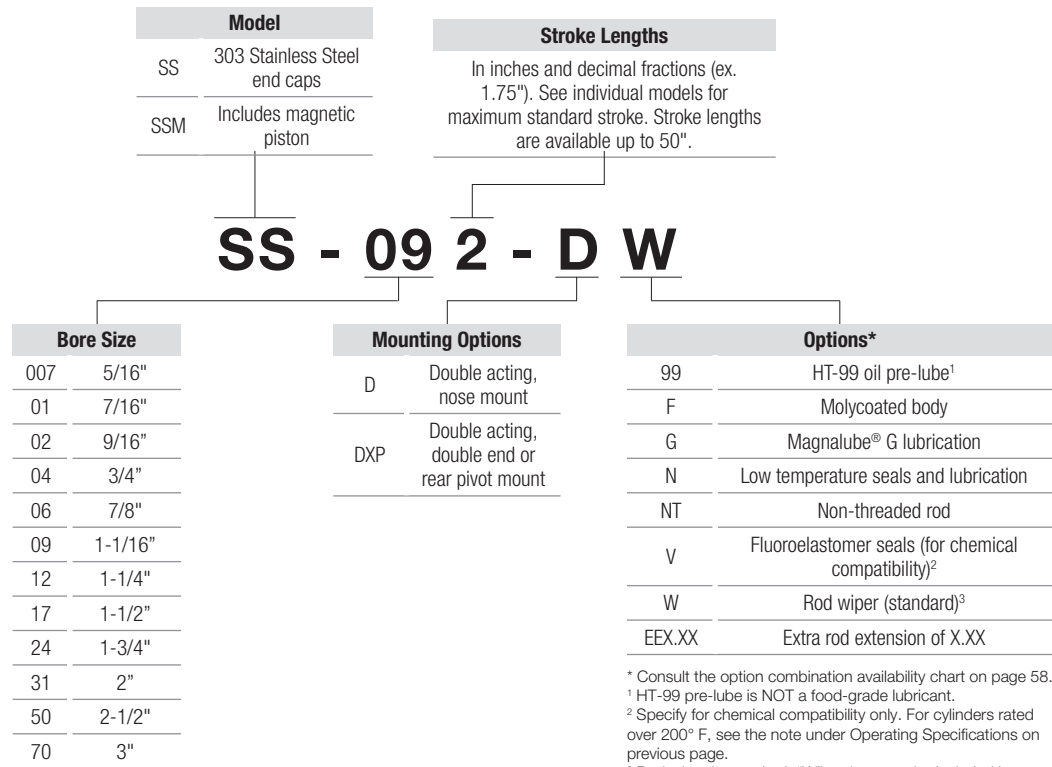 Model
SS 303 Stainless Steel
end caps
SSM Includes magnetic
piston
Stroke Lengths
In inches and decimal fractions (ex.
1.75"). See individual models for
maximum standard stroke. Stroke lengths
are available up to 50".
SS - 09 2 - D W
Bore Size
007 5/16"
01 7/16"
02 9/16”
04 3/4”
06 7/8"
09 1-1/16”
12 1-1/4"
17 1-1/2”
24 1-3/4"
31 2”
50 2-1/2"
70 3"
Mounting Options
D Double acting,
nose mount
DXP Double acting,
double end or
rear pivot mount
Options*
99 HT-99 oil pre-lube¹
F Molycoated body
G Magnalube® G lubrication
N Low temperature seals and lubrication
NT Non-threaded rod
V Fluoroelastomer seals (for chemical
compatibility)²
W Rod wiper (standard)³
EEX.XX Extra rod extension of X.XX
* Consult the option combination availability chart on page 58.
¹ HT-99 pre-lube is NOT a food-grade lubricant.
² Specify for chemical compatibility only. For cylinders rated
over 200° F, see the note under Operating Specifications on
previous page.